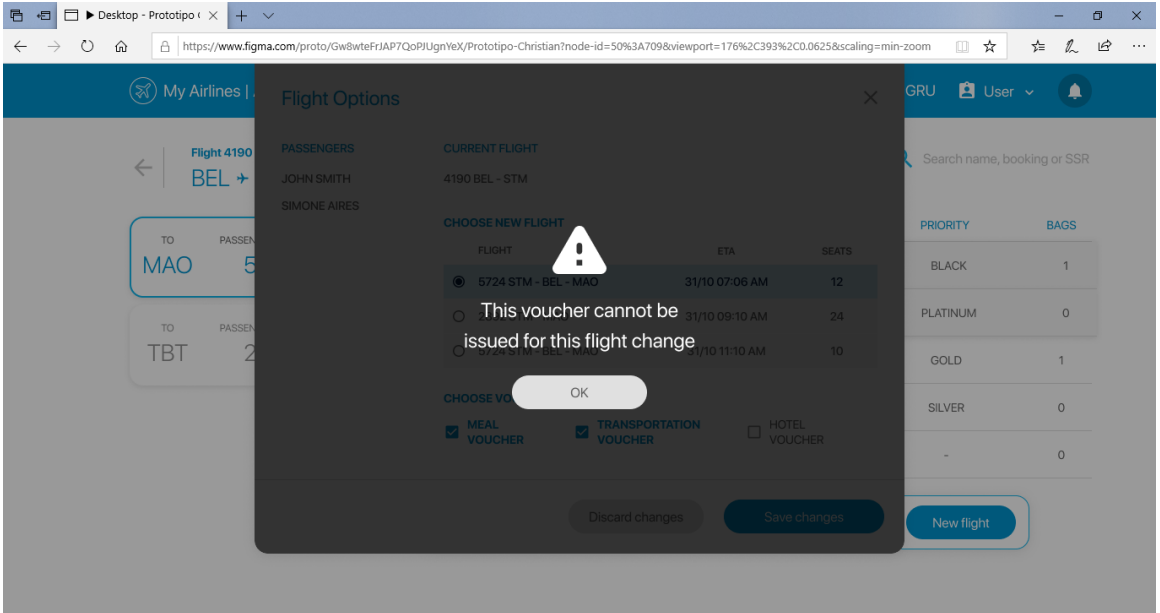 Desktop - Prototipo (
https://www.figma.com/proto/Gw8wteFrJAP7QoPJUgnYeX/Prototipo-Christian?node-id=50%3A709&viewport=176%2C393%2C0.0625&scaling=min-zoom
My Airlines |
GRU
User
Flight Options
Flight 4190
BEL
Search name, booking or SSR
PASSENGERS
CURRENT FLIGHT
JOHN SMITH
4190 BEL - STM
SIMONE AIRES
CHOOSE NEW FLIGHT
PRIORITY BAGS
FLIGHT ETA SEATS
TO PASSEN
MAO 5
5724 STM - BEL - MAO 31/10 07:06 AM 12
31/10 09:10 AM 24
5724 STM - BEL - MAO 31/10 11:10 AM 10
This voucher cannot be
issued for this flight change
OK
TO PASSEN
TBT 2
BLACK 1
PLATINUM 0
GOLD 1
SILVER 0
- 0
CHOOSE VO
MEAL
VOUCHER
TRANSPORTATION
VOUCHER
HOTEL
VOUCHER
Discard changes
Save changes
New flight